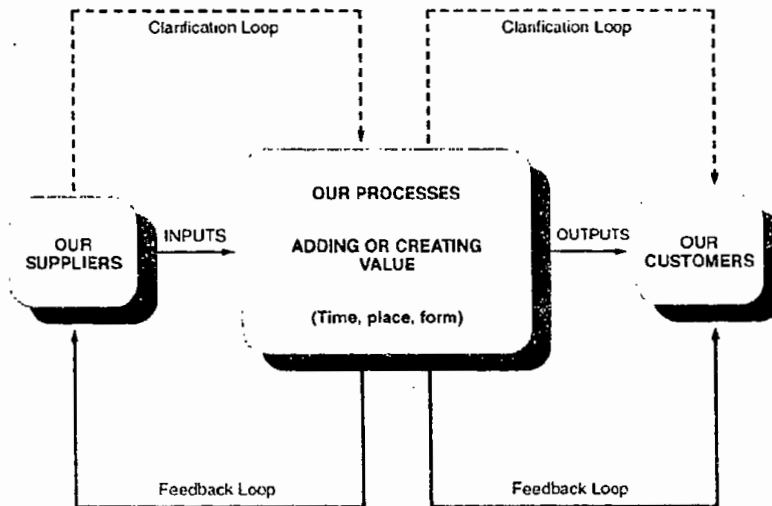 Clarification Loop
Clarification Loop
OUR PROCESSES
ADDING OR CREATING
VALUE
(Time, place, form)
OUR
SUPPLIERS
INPUTS
OUTPUTS
OUR
CUSTOMERS
Feedback Loop
Feedback Loop